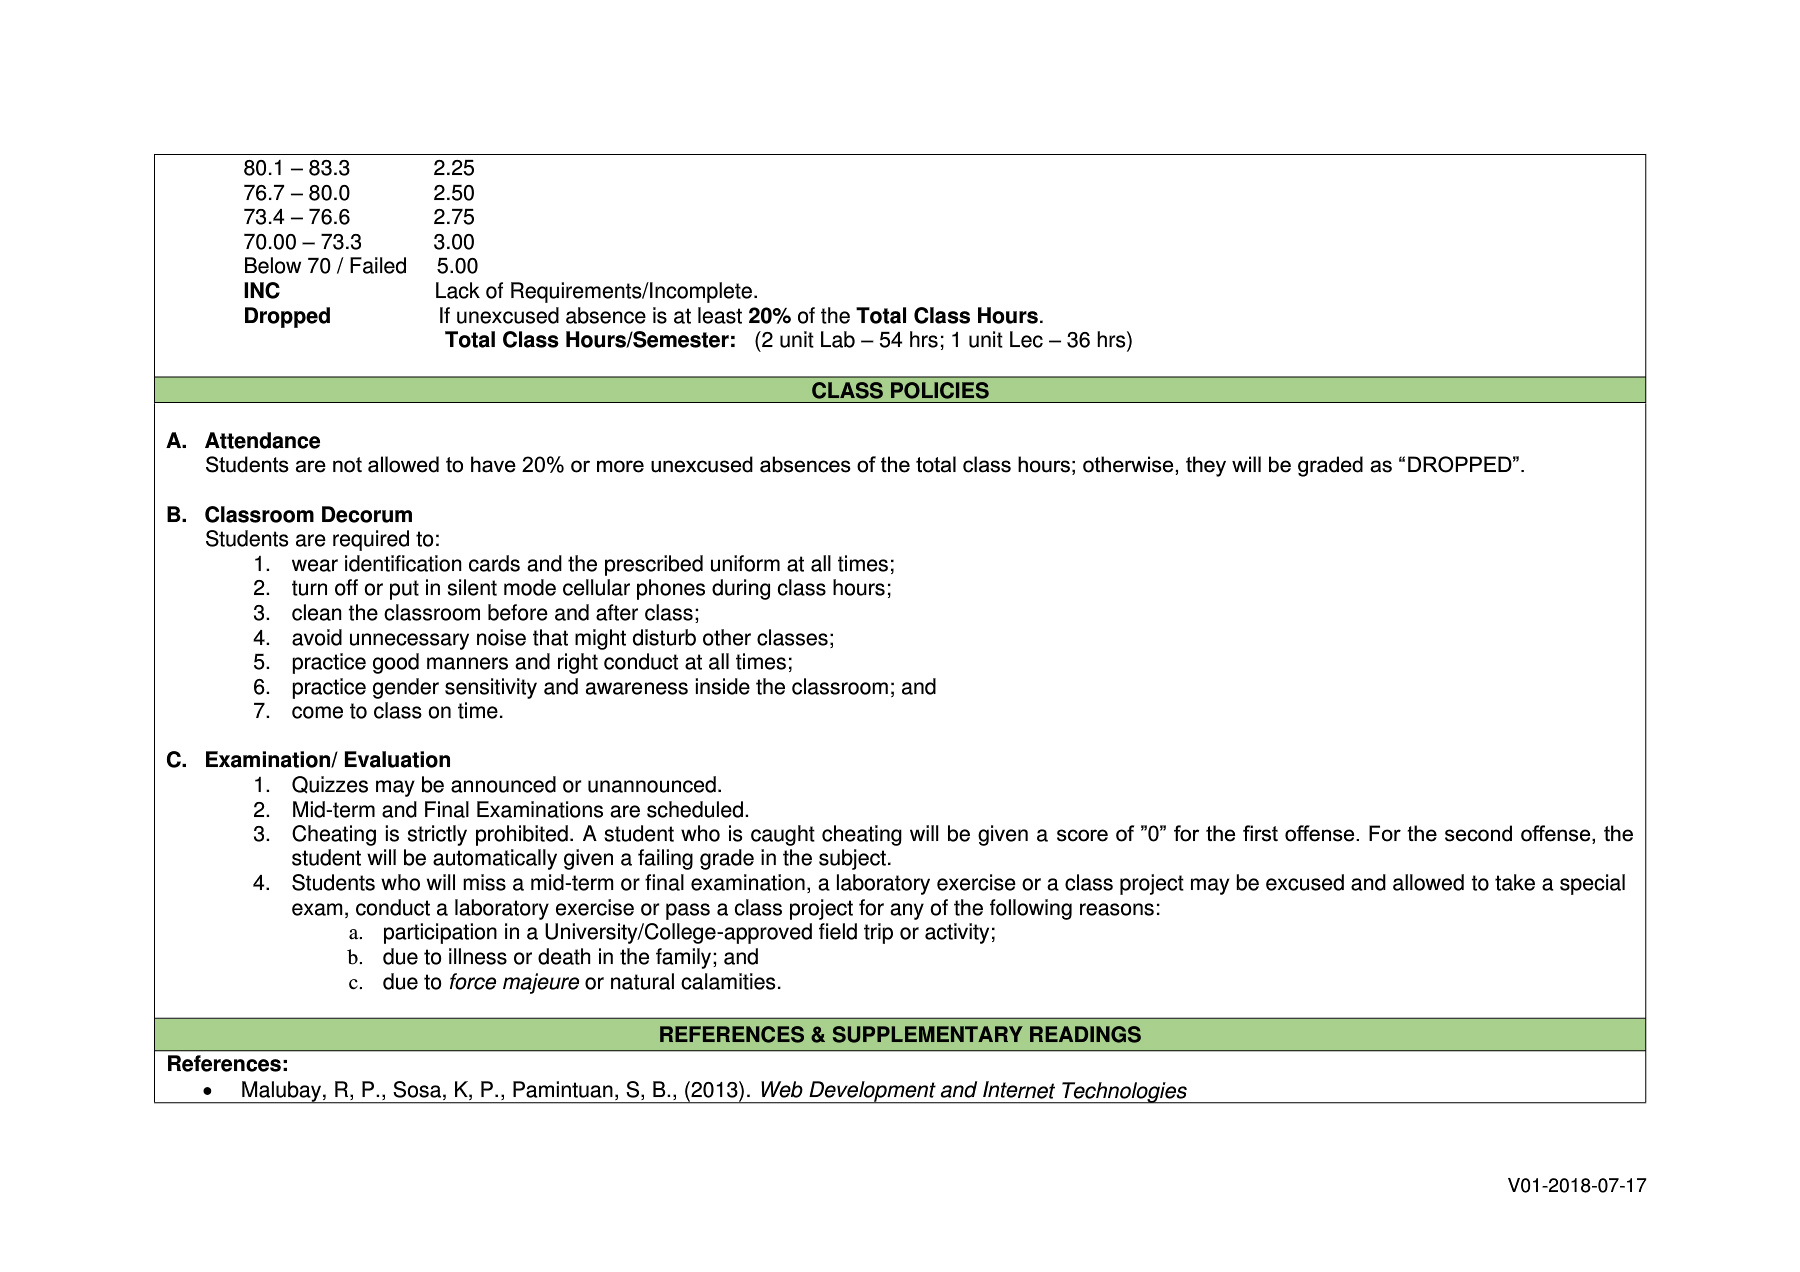 80.1 – 83.3 2.25
76.7 – 80.0 2.50
73.4 – 76.6 2.75
70.00 – 73.3 3.00
Below 70 / Failed 5.00
INC Lack of Requirements/Incomplete.
Dropped If unexcused absence is at least 20% of the Total Class Hours.
Total Class Hours/Semester: (2 unit Lab – 54 hrs; 1 unit Lec – 36 hrs)
CLASS POLICIES
A. Attendance
Students are not allowed to have 20% or more unexcused absences of the total class hours; otherwise, they will be graded as “DROPPED”.
B. Classroom Decorum
Students are required to:
1. wear identification cards and the prescribed uniform at all times;
2. turn off or put in silent mode cellular phones during class hours;
3. clean the classroom before and after class;
4. avoid unnecessary noise that might disturb other classes;
5. practice good manners and right conduct at all times;
6. practice gender sensitivity and awareness inside the classroom; and
7. come to class on time.
C. Examination/ Evaluation
1. Quizzes may be announced or unannounced.
2. Mid-term and Final Examinations are scheduled.
3. Cheating is strictly prohibited. A student who is caught cheating will be given a score of ”0” for the first offense. For the second offense, the
student will be automatically given a failing grade in the subject.
4. Students who will miss a mid-term or final examination, a laboratory exercise or a class project may be excused and allowed to take a special
exam, conduct a laboratory exercise or pass a class project for any of the following reasons:
a. participation in a University/College-approved field trip or activity;
b. due to illness or death in the family; and
c. due to force majeure or natural calamities.
REFERENCES & SUPPLEMENTARY READINGS
References:
• Malubay, R, P., Sosa, K, P., Pamintuan, S, B., (2013). Web Development and Internet Technologies
V01-2018-07-17